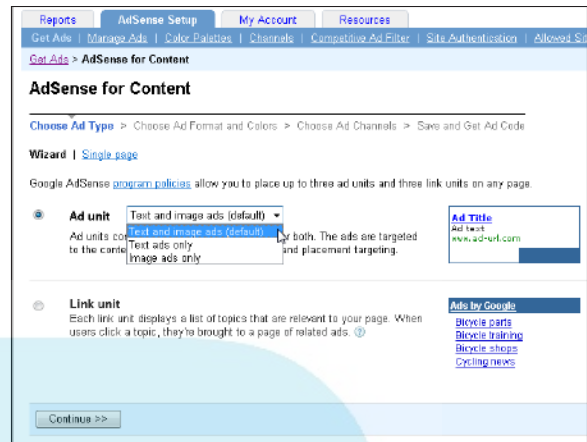 Reports AdSense Setup My Account Resources
Get Ads | Manage Ads | Color Palettes | Channels | Competitive Ad Filter | Site Authentication | Allowed Sit
Get Ads > AdSense for Content
AdSense for Content
Choose Ad Type > Choose Ad Format and Colors > Choose Ad Channels > Save and Get Ad Code
Wizard | Single page
Google AdSense program policies allow you to place up to three ad units and three link units on any page.
Ad unit Text and image ads (default)
Text and image ads (default)
Text ads only
Image ads only
Ad units co r both. The ads are targeted
to the conte and placement targeting.
Ad Title
Ad text
www.ad-url.com
Link unit
Each link unit displays a list of topics that are relevant to your page. When
users click a topic, they're brought to a page of related ads.
Ads by Google
Bicycle parts
Bicycle training
Bicycle shops
Cycling news
Continue >>